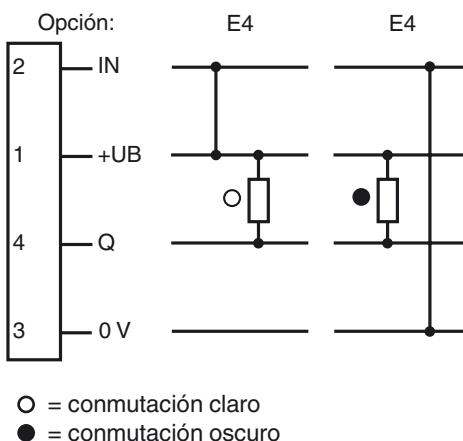 Opción: E4 E4
2 IN
1 +UB
4 Q
3 0 V
= conmutación claro
= conmutación oscuro